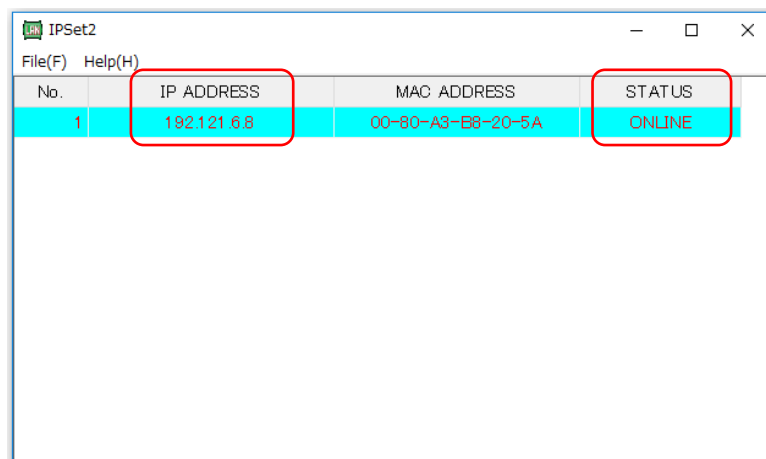 IPSet2
File(F) Help(H)
No. IP ADDRESS MAC ADDRESS STATUS
1 192.121.6.8 00-80-A3-B8-20-5A ONLINE